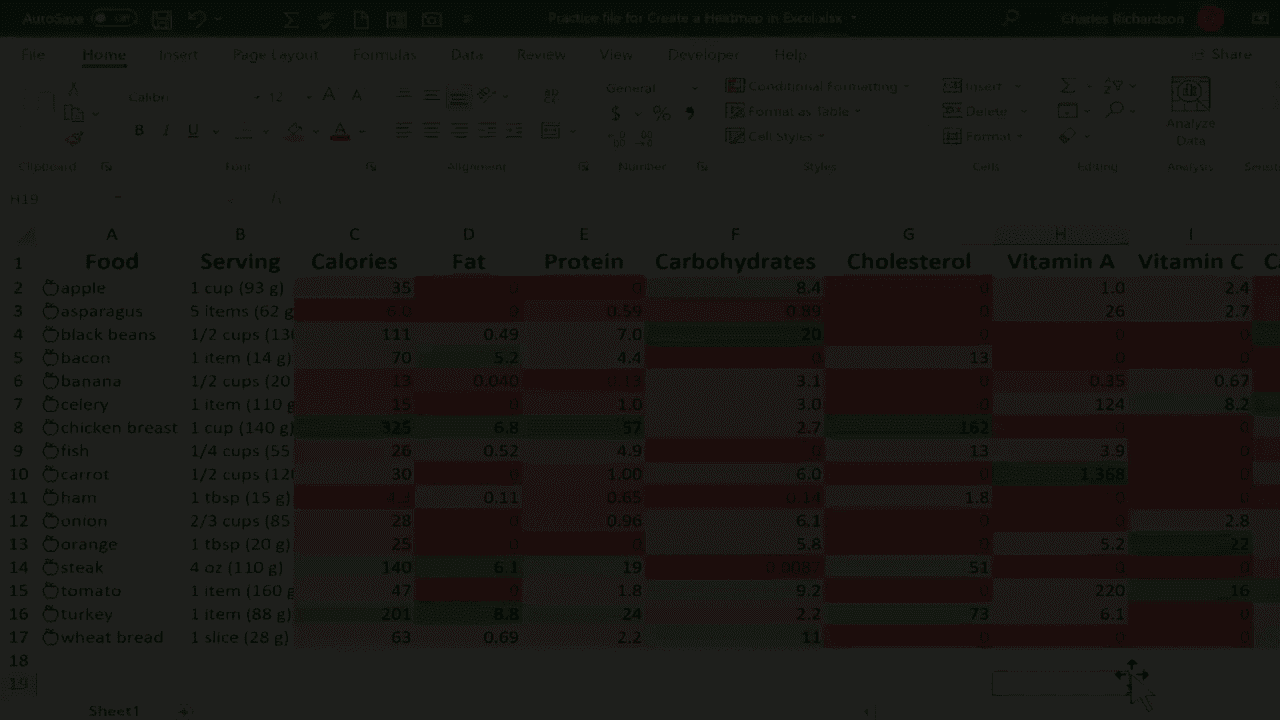 AutoSave Off Practise file for Create a Heatmap in Excel.xlsx Charles Richardson
File Home Insert Page Layout Formulas Data Review View Developer Help Share
Calibri 12 A A General Conditional Formatting Insert
B I U A $ % , Format as Table Delete
Cell Styles Format Analyze Data
Clipboard Font Alignment Number Styles Cells Editing Analysis
H19 fx
A B C D E F G H I
1 Food Serving Calories Fat Protein Carbohydrates Cholesterol Vitamin A Vitamin C
2 apple 1 cup (93 g) 35 0 0 8.4 0 1.0 2.4
3 asparagus 5 items (62 g 0.59 0.89 0 26 2.7
4 black beans 1/2 cups (130 111 0.49 7.0 20 0 0 0
5 bacon 1 item (14 g) 70 5.2 4.4 0 13 0 0
6 banana 1/2 cups (20 13 0.040 0.13 3.1 0 0.35 0.67
7 celery 1 item (110 g 15 0 1.0 3.0 0 124 8.2
8 chicken breast 1 cup (140 g) 325 6.8 57 2.7 162 0 0
9 fish 1/4 cups (55 26 0.52 4.9 0 13 3.9 0
10 carrot 1/2 cups (120 30 0 1.00 6.0 0 1,368 0
11 ham 1 tbsp (15 g) 0.11 0.65 0.14 1.8 0 0
12 onion 2/3 cups (85 28 0 0.96 6.1 0 0 2.8
13 orange 1 tbsp (20 g) 25 0 0 5.8 0 5.2 22
14 steak 4 oz (110 g) 140 6.1 19 0.0087 51 0 0
15 tomato 1 item (160 g 47 0 1.8 9.2 0 220 16
16 turkey 1 item (88 g) 201 8.8 24 2.2 73 6.1 0
17 wheat bread 1 slice (28 g) 63 0.69 2.2 11 0 0 0
18
19
Sheet1